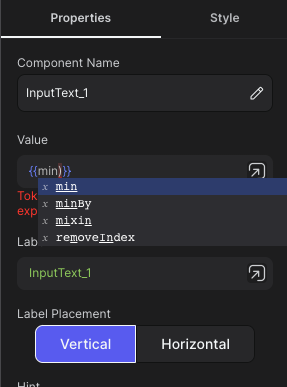 Properties
Style
Component Name
InputText_1
Value
{{min)}}
x min
Tok
x minBy
exp
x mixin
x removeIndex
Lab
InputText_1
Label Placement
Vertical
Horizontal
Hint